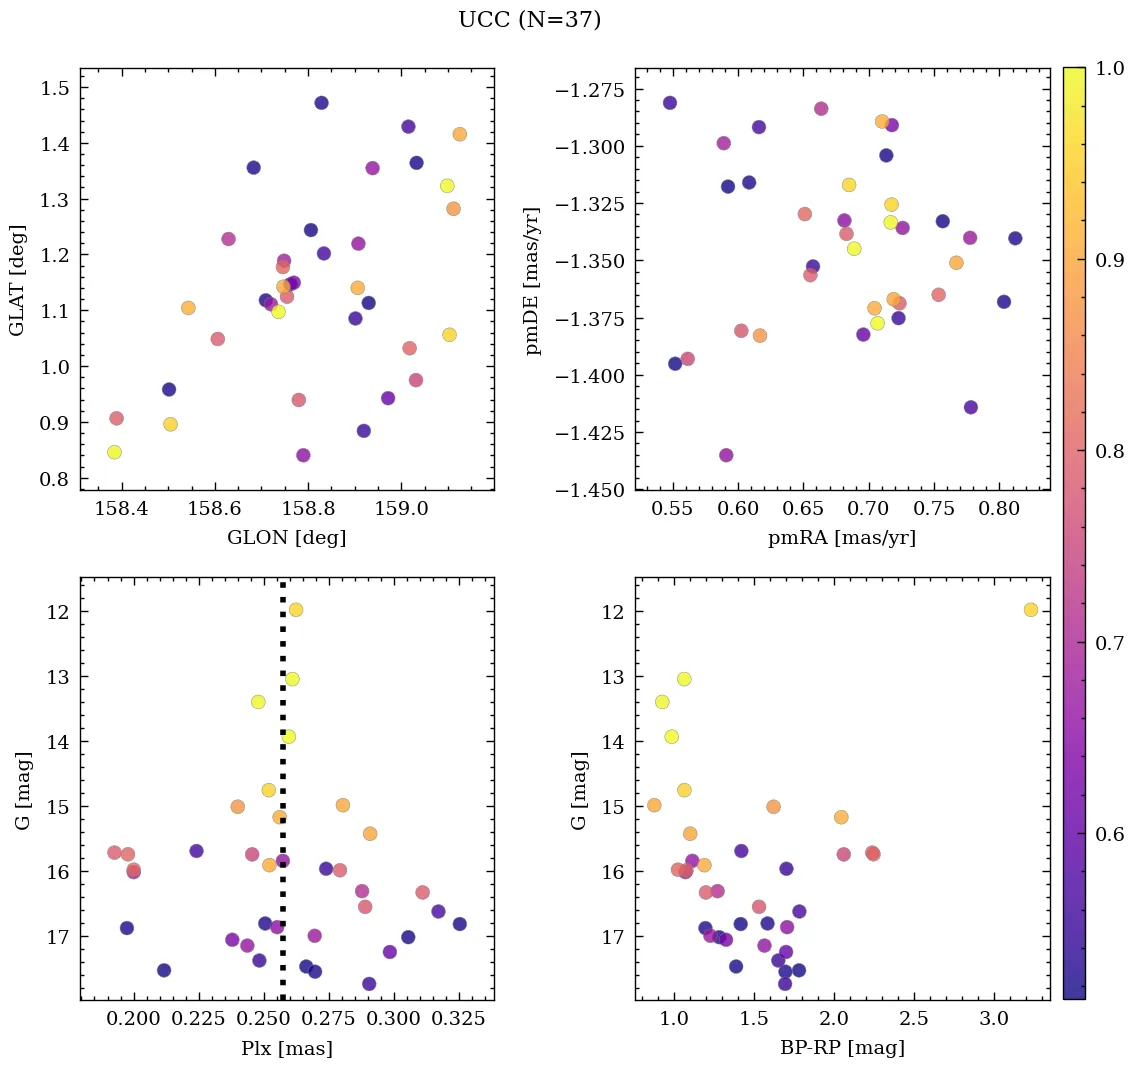 UCC (N=37)
1.5
1.4
1.3
1.2
1.1
1.0
0.9
0.8
GLAT [deg]
158.4 158.6 158.8 159.0
GLON [deg]
−1.275
−1.300
−1.325
−1.350
−1.375
−1.400
−1.425
−1.450
pmDE [mas/yr]
0.55 0.60 0.65 0.70 0.75 0.80
pmRA [mas/yr]
12
13
14
15
16
17
G [mag]
0.200 0.225 0.250 0.275 0.300 0.325
Plx [mas]
12
13
14
15
16
17
G [mag]
1.0 1.5 2.0 2.5 3.0
BP-RP [mag]
1.0
0.9
0.8
0.7
0.6